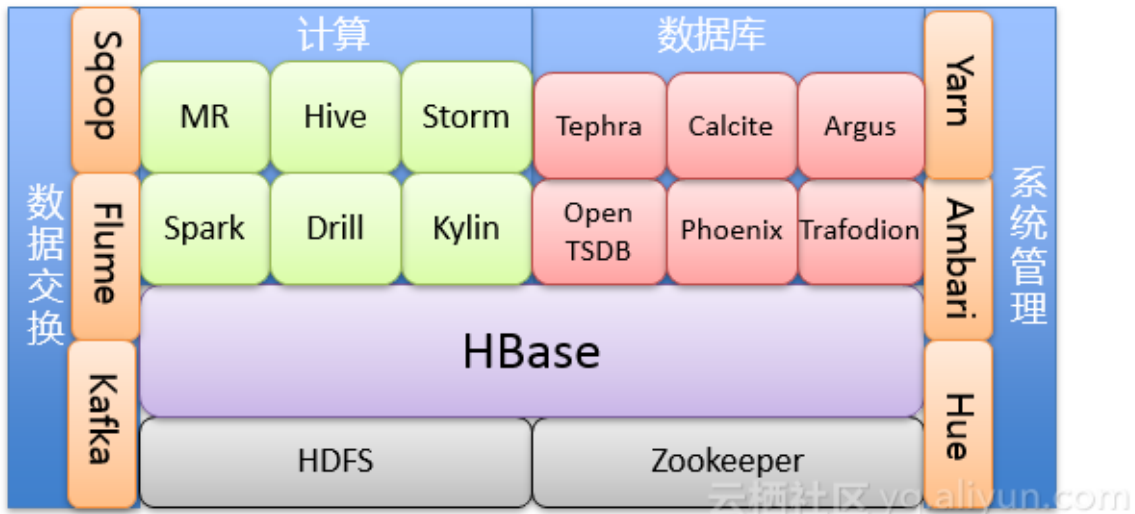 计算
数据库
Sqoop
MR
Hive
Storm
Tephra
Calcite
Argus
Yarn
数据交换
Flume
Spark
Drill
Kylin
Open
TSDB
Phoenix
Trafodion
Ambari
系统管理
HBase
Kafka
HDFS
Zookeeper
Hue
云栖社区 yq.aliyun.com